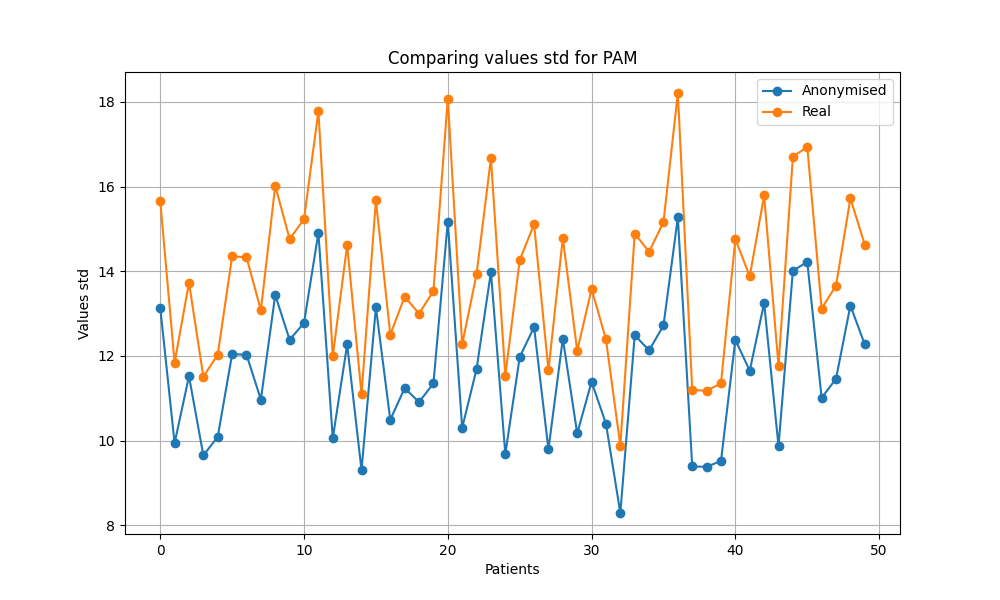 Comparing values std for PAM
Anonymised
Real
Values std
18
16
14
12
10
8
0 10 20 30 40 50
Patients